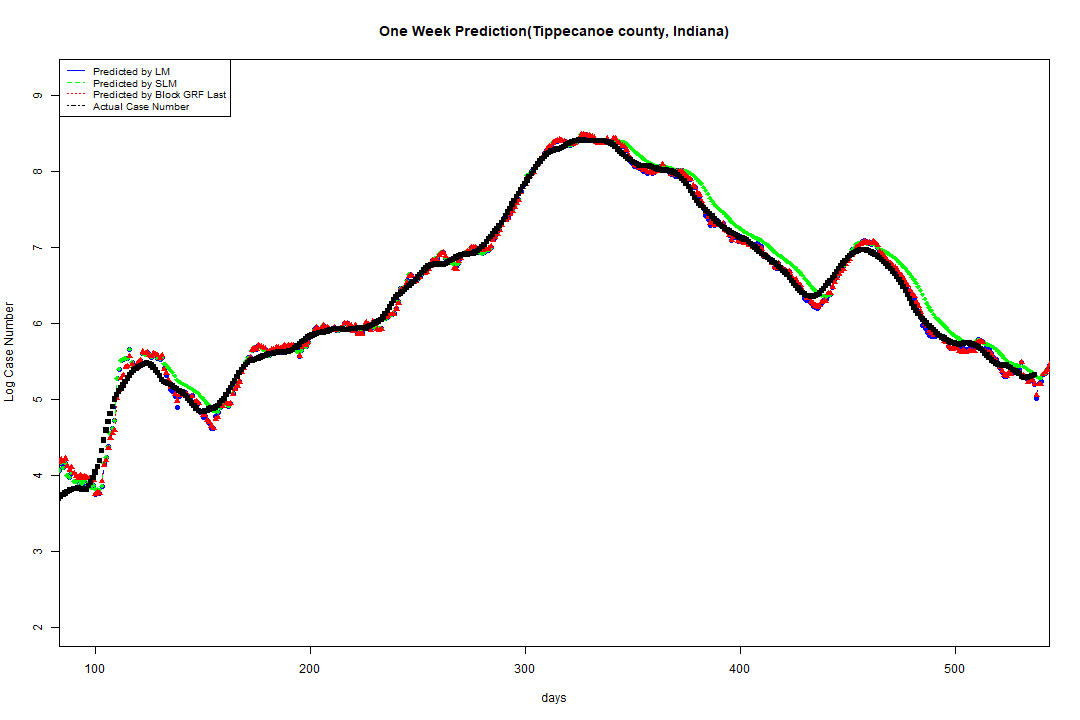 One Week Prediction(Tippecanoe county, Indiana)
Predicted by LM
Predicted by SLM
Predicted by Block GRF Last
Actual Case Number
9
8
7
6
5
4
3
2
Log Case Number
100 200 300 400 500
days